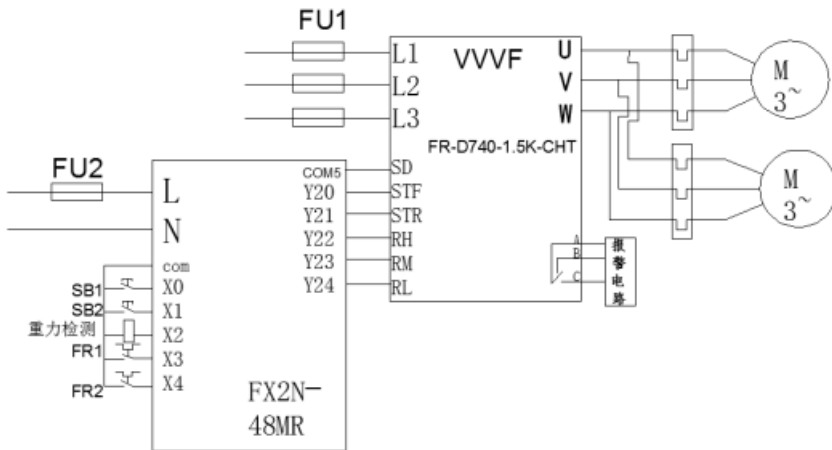 FU1
L1
L2
L3
VVVF
U
V
W
FR-D740-1.5K-CHT
M
3~
M
3~
FU2
L
N
COM5
Y20
Y21
Y22
Y23
Y24
SD
STF
STR
RH
RM
RL
A
B
C
报
警
电
路
com
SB1
X0
SB2
X1
重力检测
X2
FR1
X3
FR2
X4
FX2N-
48MR